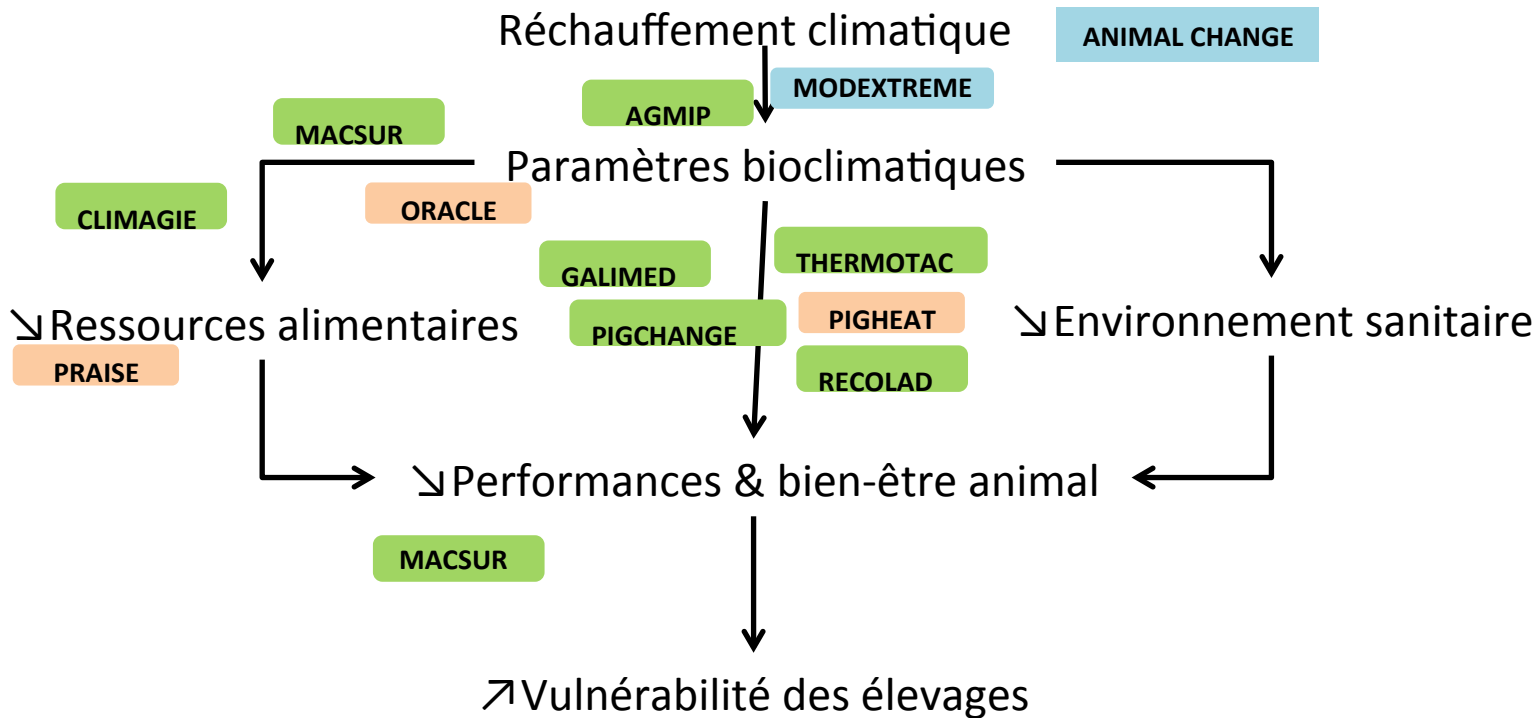 Réchauffement climatique
ANIMAL CHANGE
MODEXTREME
AGMIP
MACSUR
Paramètres bioclimatiques
CLIMAGIE
ORACLE
GALIMED
THERMOTAC
↘Ressources alimentaires
PIGCHANGE
PIGHEAT
↘Environnement sanitaire
PRAISE
RECOLAD
↘Performances & bien-être animal
MACSUR
↗Vulnérabilité des élevages